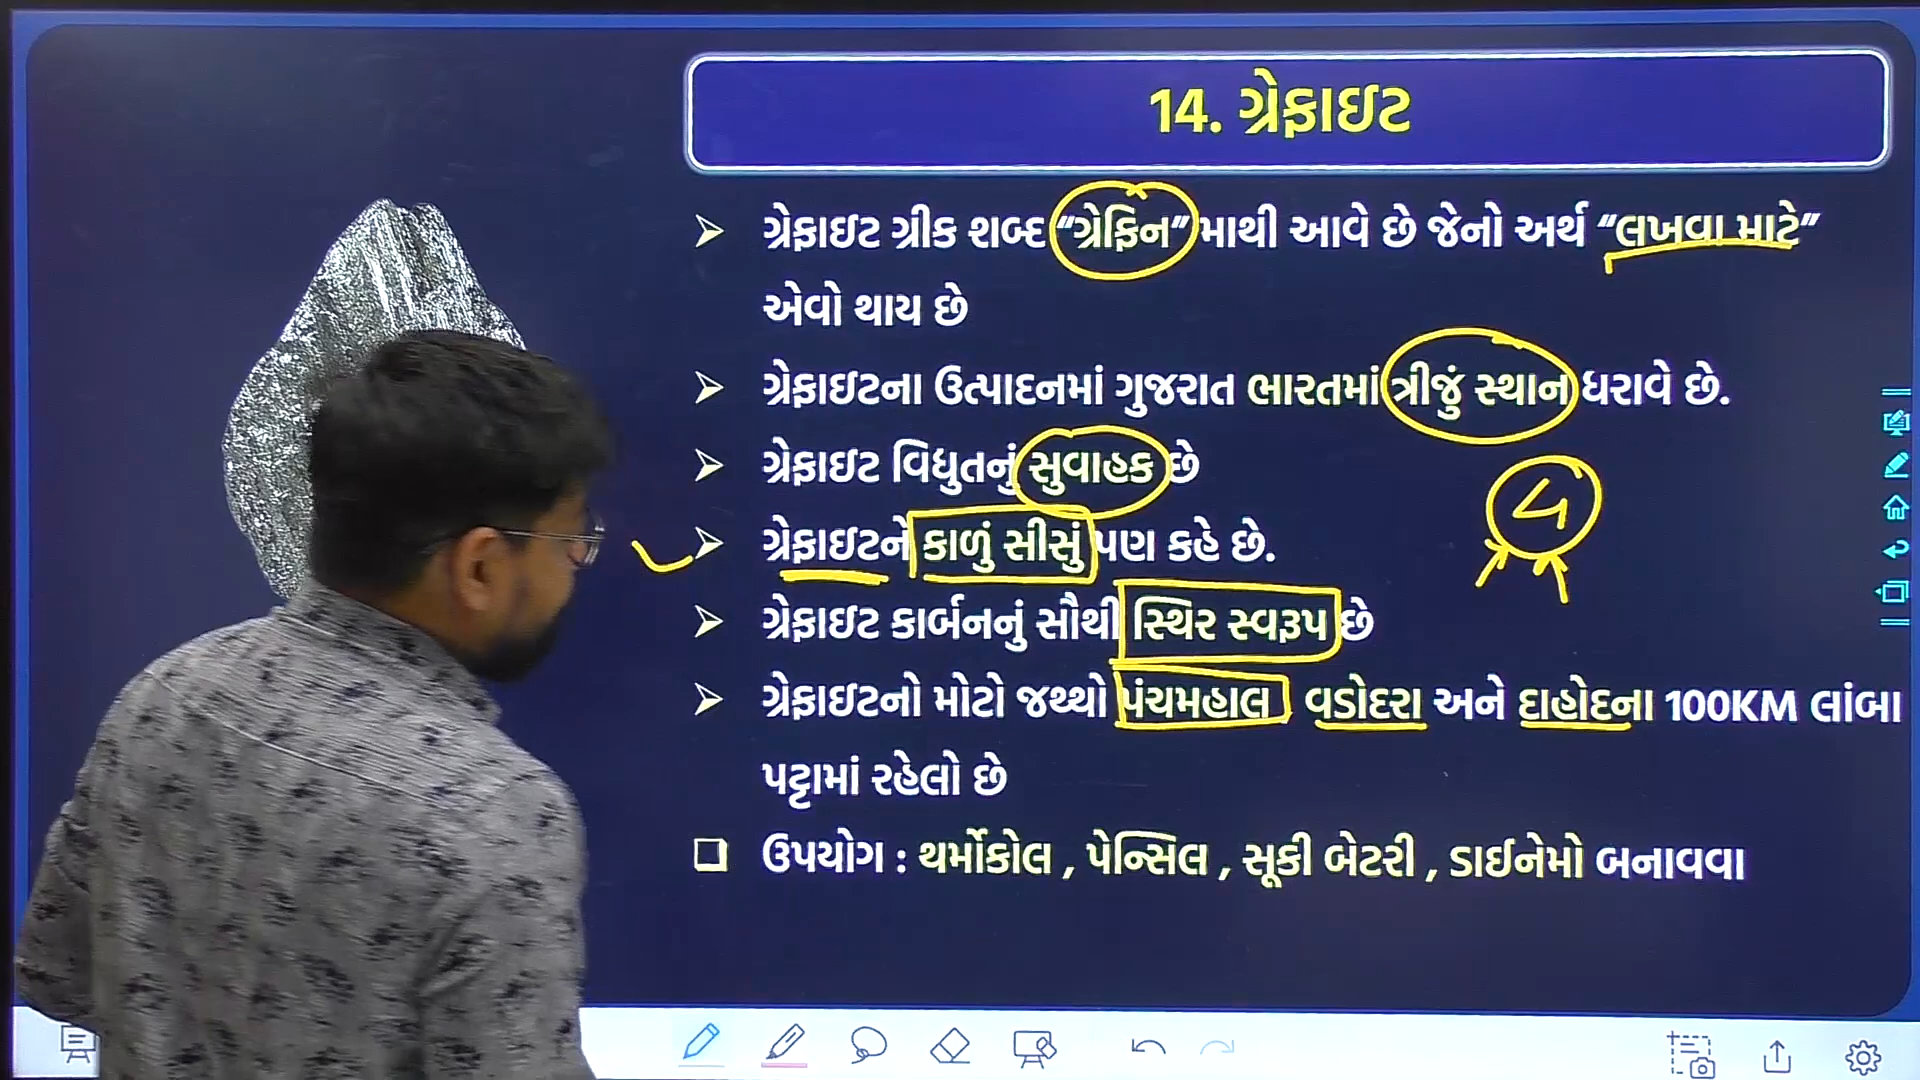 14. ગ્રેફાઇટ
ગ્રેફાઇટ ગ્રીક શબ્દ “ગ્રેફિન” માથી આવે છે જેનો અર્થ “લખવા માટે”
એવો થાય છે
ગ્રેફાઇટના ઉત્પાદનમાં ગુજરાત ભારતમાં ત્રીજું સ્થાન ધરાવે છે.
ગ્રેફાઇટ વિદ્યુતનું સુવાહક છે
ગ્રેફાઇટને કાળું સીસું પણ કહે છે.
ગ્રેફાઇટ કાર્બનનું સૌથી સ્થિર સ્વરૂપ છે
ગ્રેફાઇટનો મોટો જથ્થો પંચમહાલ વડોદરા અને દાહોદના 100KM લાંબા
પટ્ટામાં રહેલો છે
ઉપયોગ : થર્મોકોલ , પેન્સિલ , સૂકી બેટરી , ડાઈનેમો બનાવવા